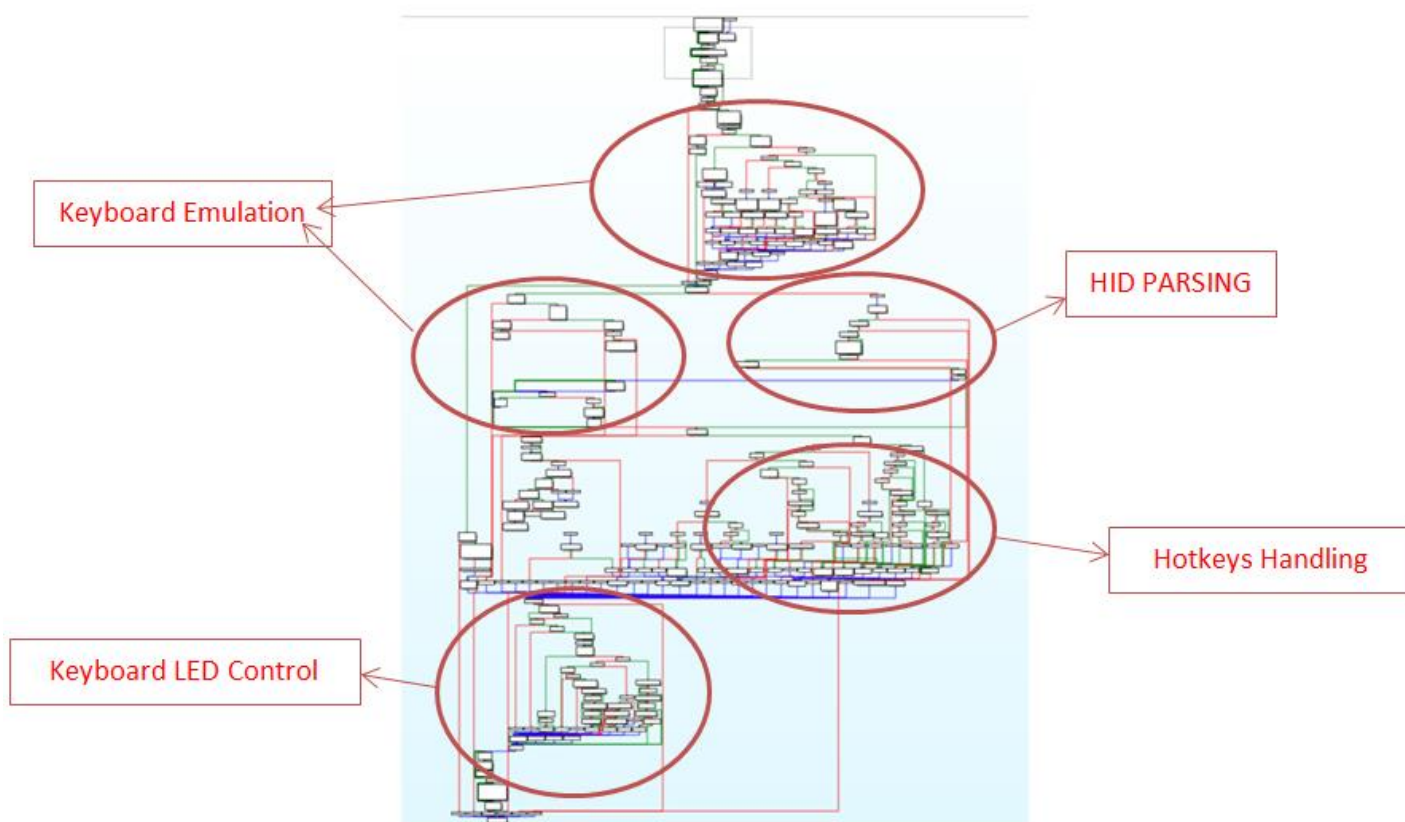 Keyboard Emulation
HID PARSING
Hotkeys Handling
Keyboard LED Control